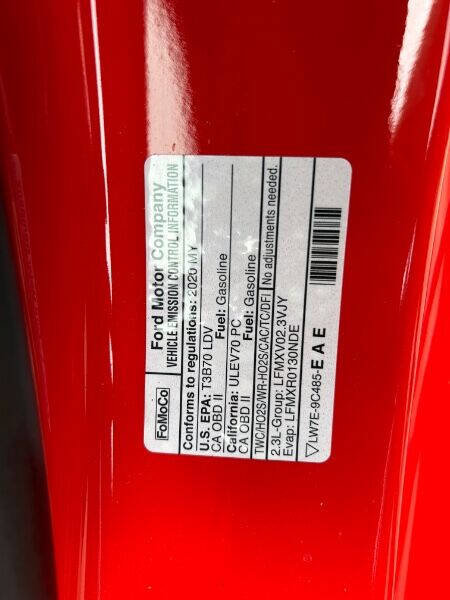 FoMoCo
Ford Motor Company
VEHICLE EMISSION CONTROL INFORMATION
Conforms to regulations: 2020 MY
U.S. EPA: T3B70 LDV Fuel: Gasoline
CA OBD II
California: ULEV70 PC Fuel: Gasoline
CA OBD II
TWC/HO2S/WR-HO2S/CAC/TC/DFI No adjustments needed.
2.3L-Group: LFMXV02.3VJY
Evap: LFMXR0130NDE
LW7E-9C485-E A E